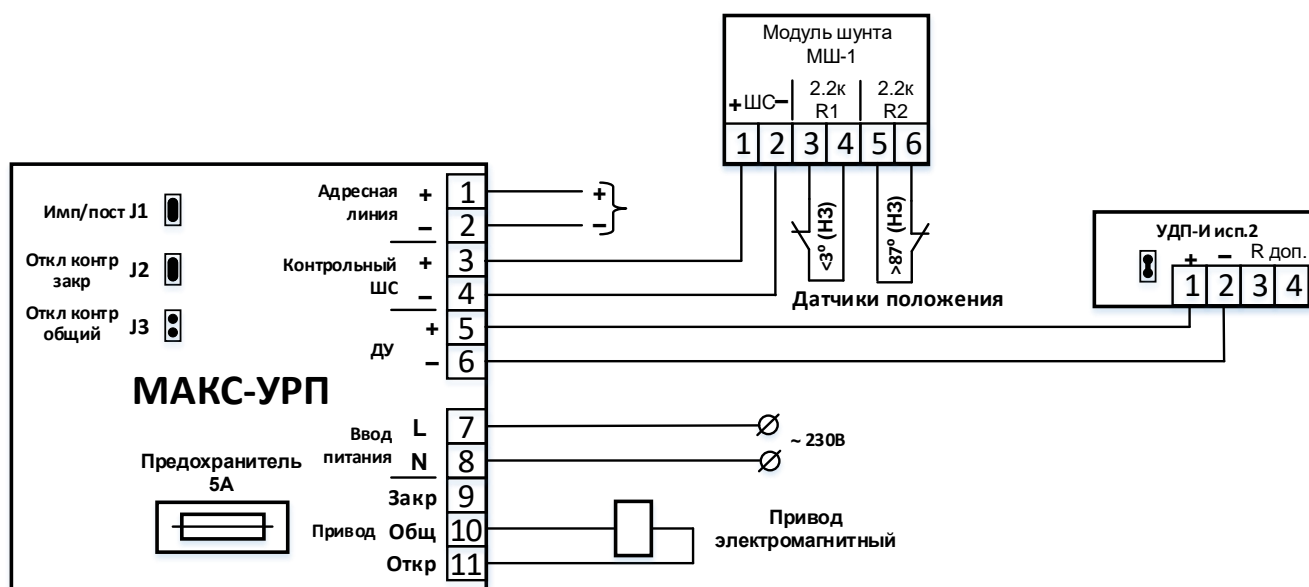 Модуль шунта
МШ-1
+ ШС − 2.2к 2.2к
R1 R2
1 2 3 4 5 6
<3º (НЗ)
>87º (НЗ)
Датчики положения
УДП-И исп.2
+ − R доп.
1 2 3 4
Имп/пост J1
Откл контр
закр
J2
Откл контр
общий
J3
МАКС-УРП
Предохранитель
5А
Адресная
линия
+ 1 +
− 2 −
Контрольный
ШС
+ 3
− 4
ДУ
+ 5
− 6
Ввод
питания
L 7
N 8
~ 230В
Закр 9
Привод Общ 10
Откр 11
Привод
электромагнитный